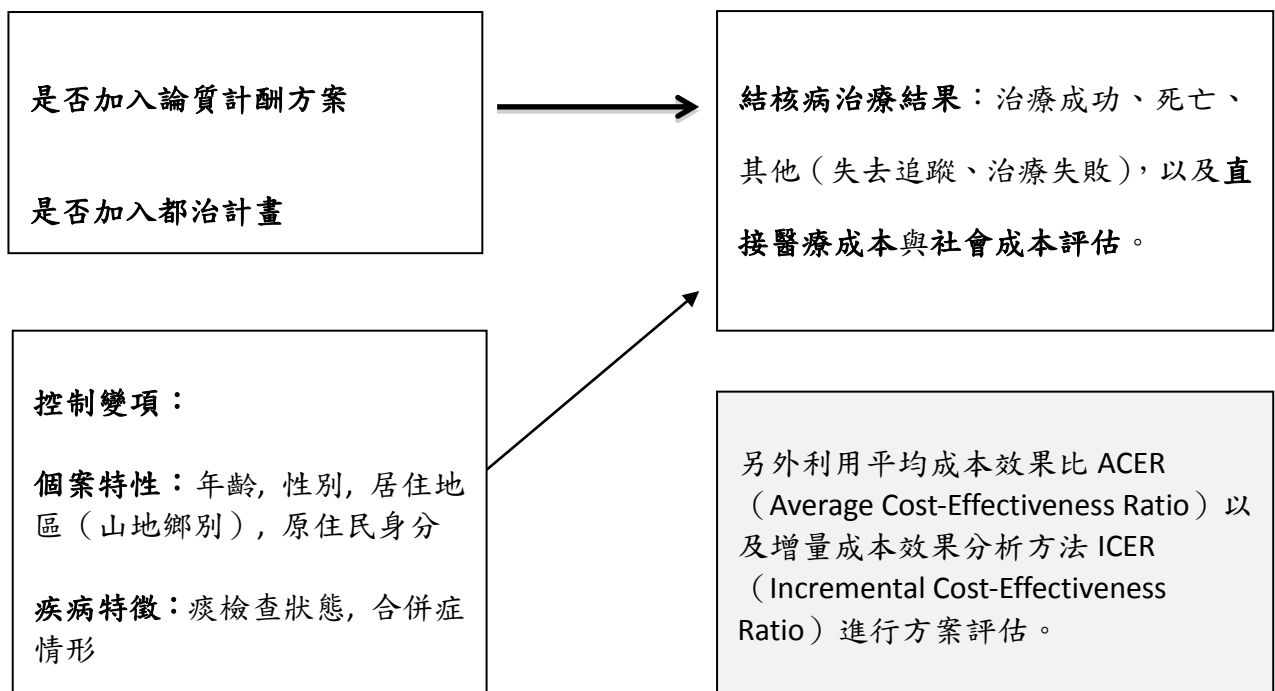 是否加入論質計酬方案
是否加入都治計畫
結核病治療結果：治療成功、死亡、
其他（失去追蹤、治療失敗），以及直
接醫療成本與社會成本評估。
控制變項：
個案特性：年齡, 性別, 居住地
區（山地鄉別）, 原住民身分
疾病特徵：痰檢查狀態, 合併症
情形
另外利用平均成本效果比 ACER
（Average Cost-Effectiveness Ratio）以
及增量成本效果分析方法 ICER
（Incremental Cost-Effectiveness
Ratio）進行方案評估。